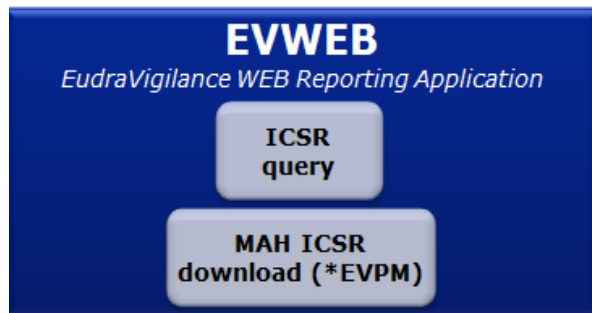 EVWEB
EudraVigilance WEB Reporting Application
ICSR
query
MAH ICSR
download (*EVPM)